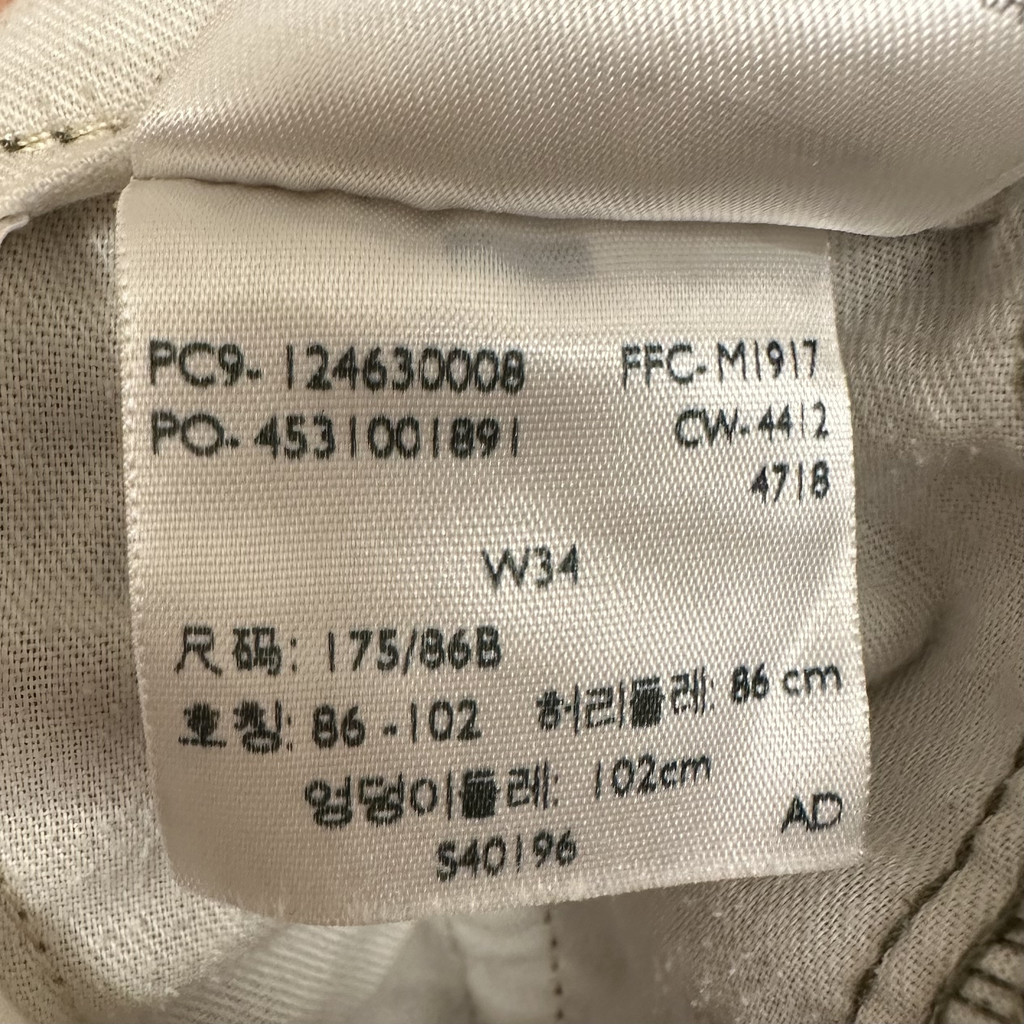 PC9- 124630008 FFC- M1917
PO- 4531001891 CW- 4412
4718
W34
尺码: 175/86B
호칭: 86 -102 허리둘레: 86 cm
엉덩이둘레: 102cm
AD
S40196